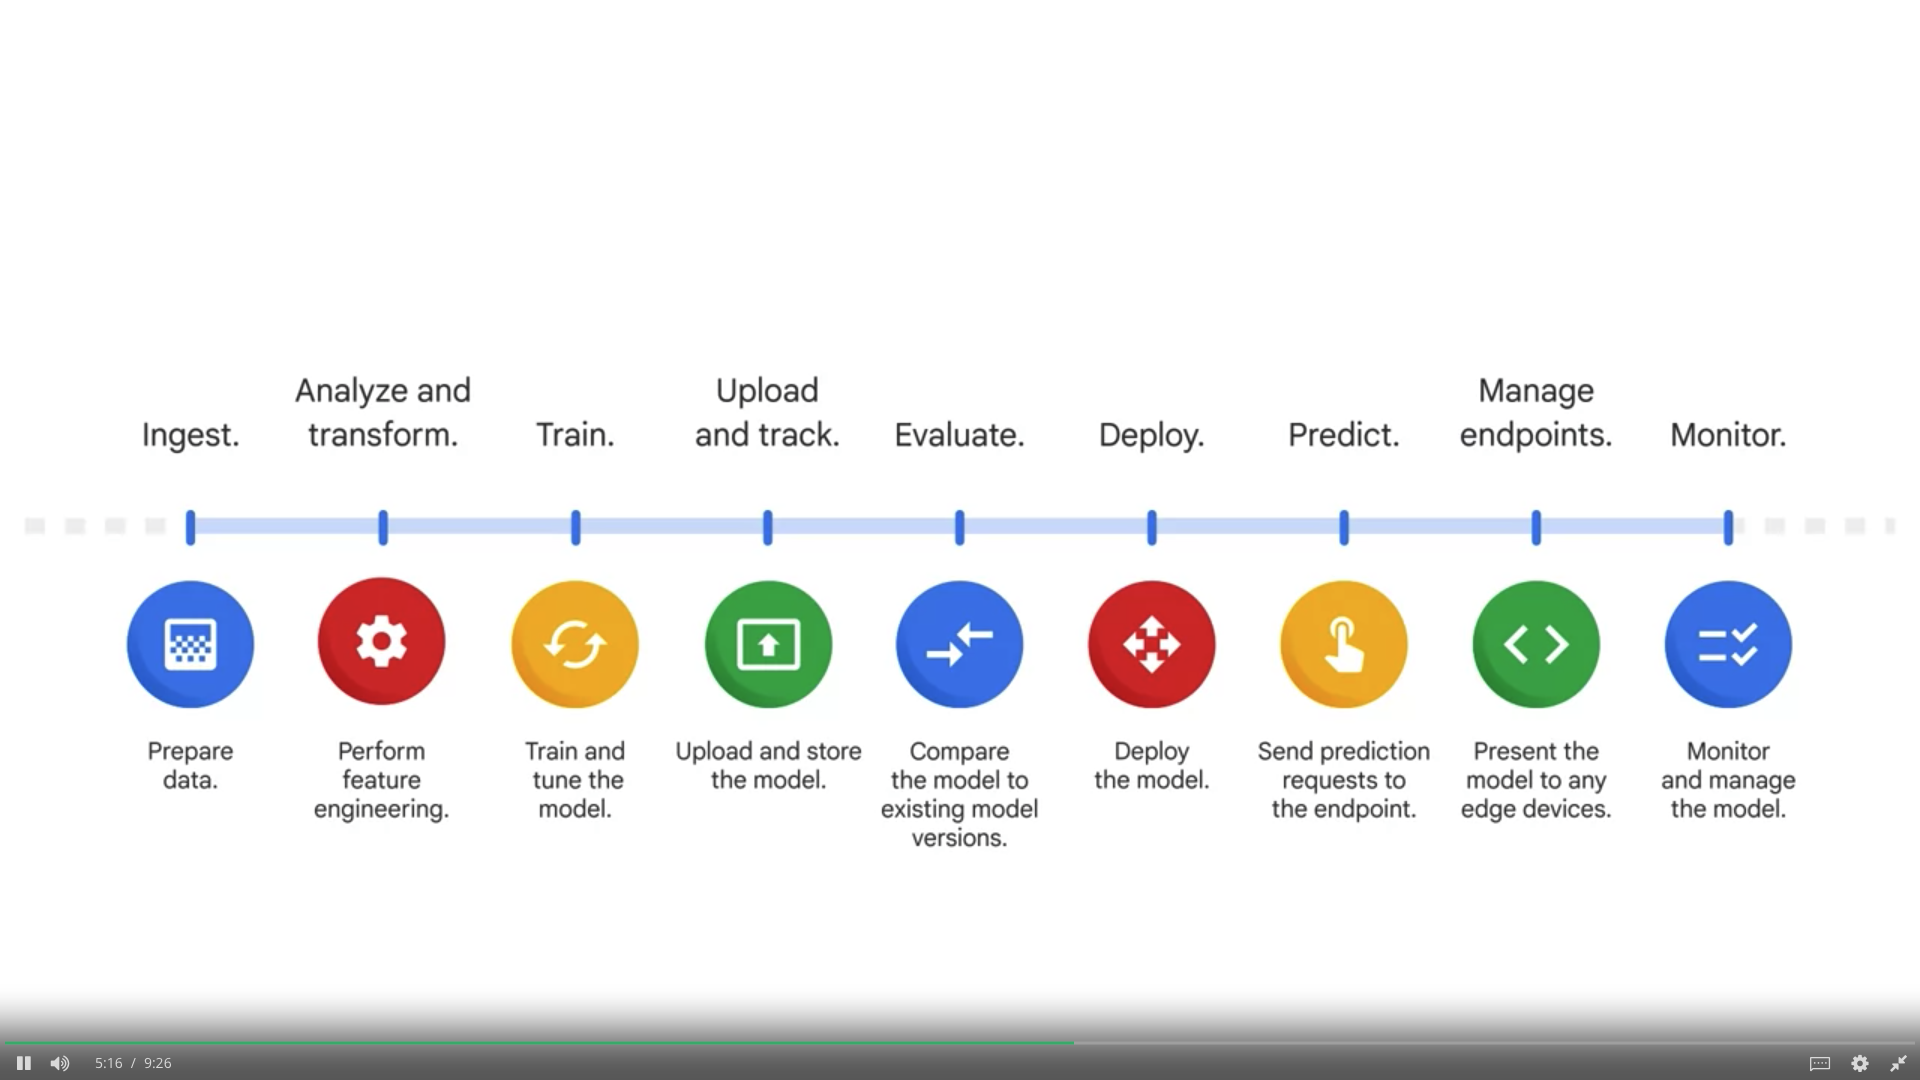 Ingest.
Analyze and
transform.
Train.
Upload
and track.
Evaluate.
Deploy.
Predict.
Manage
endpoints.
Monitor.
Prepare
data.
Perform
feature
engineering.
Train and
tune the
model.
Upload and store
the model.
Compare
the model to
existing model
versions.
Deploy
the model.
Send prediction
requests to
the endpoint.
Present the
model to any
edge devices.
Monitor
and manage
the model.
5:16 / 9:26